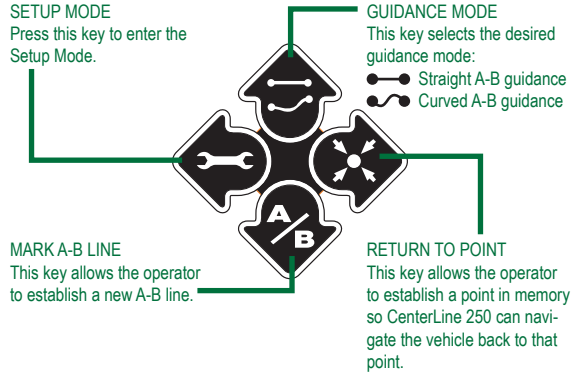 SETUP MODE
Press this key to enter the
Setup Mode.
GUIDANCE MODE
This key selects the desired
guidance mode:
Straight A-B guidance
Curved A-B guidance
A/B
MARK A-B LINE
This key allows the operator
to establish a new A-B line.
RETURN TO POINT
This key allows the operator
to establish a point in memory
so CenterLine 250 can navi-
gate the vehicle back to that
point.